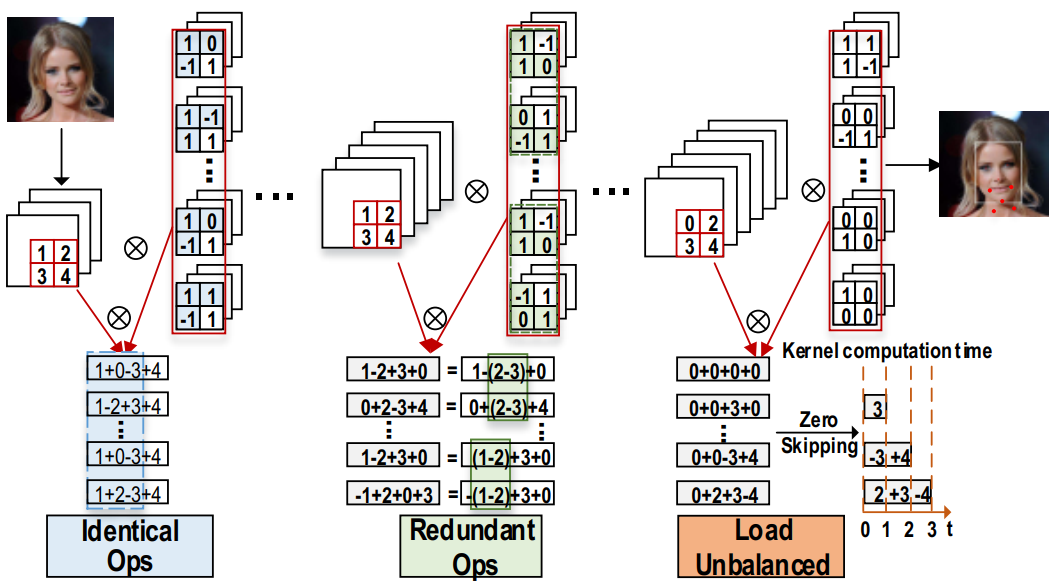 1 0
-1 1
1 -1
1 1
1 0
-1 1
1 1
-1 1
1 2
3 4
1+0-3+4
1-2+3+4
1+0-3+4
1+2-3+4
Identical
Ops
1 -1
1 0
0 1
-1 1
1 -1
1 0
-1 1
0 1
1 2
3 4
1-2+3+0 = 1-(2-3)+0
0+2-3+4 = 0+(2-3)+4
1-2+3+0 = (1-2)+3+0
-1+2+0+3 = -(1-2)+3+0
Redundant
Ops
1 1
1 -1
0 0
-1 1
0 0
1 0
1 0
0 0
0 2
3 4
0+0+0+0
0+0+3+0
0+0-3+4
0+2+3-4
Zero
Skipping
Kernel computation time
3
-3 +4
2 +3 -4
0 1 2 3 t
Load
Unbalanced